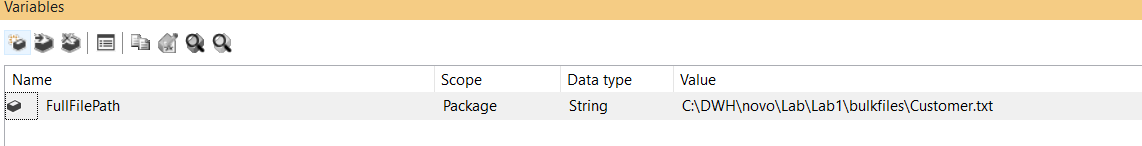 Variables
Name Scope Data type Value
FullFilePath Package String C:\DWH\novo\Lab\Lab1\bulkfiles\Customer.txt